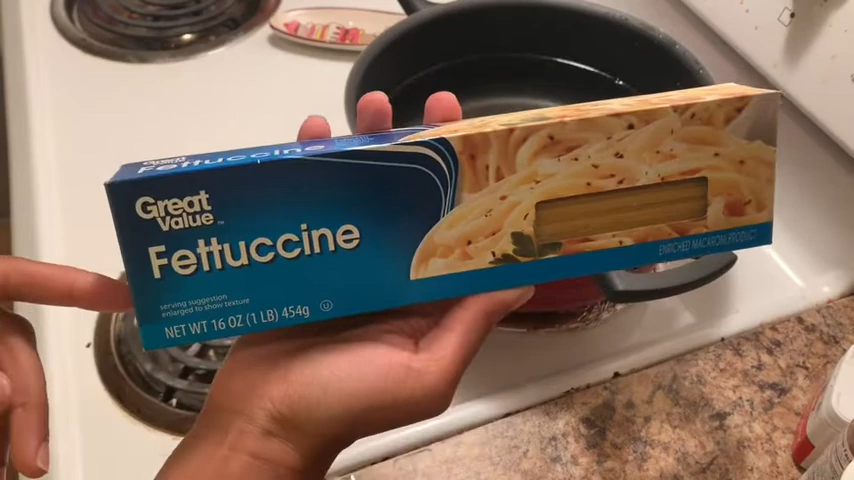 Great Value
Fettuccine
Great
Value™
Fettuccine
serving suggestion
enlarged to show texture
NET WT 16 OZ (1 LB) 454g
U
ENRICHED MACARONI PRODUCT